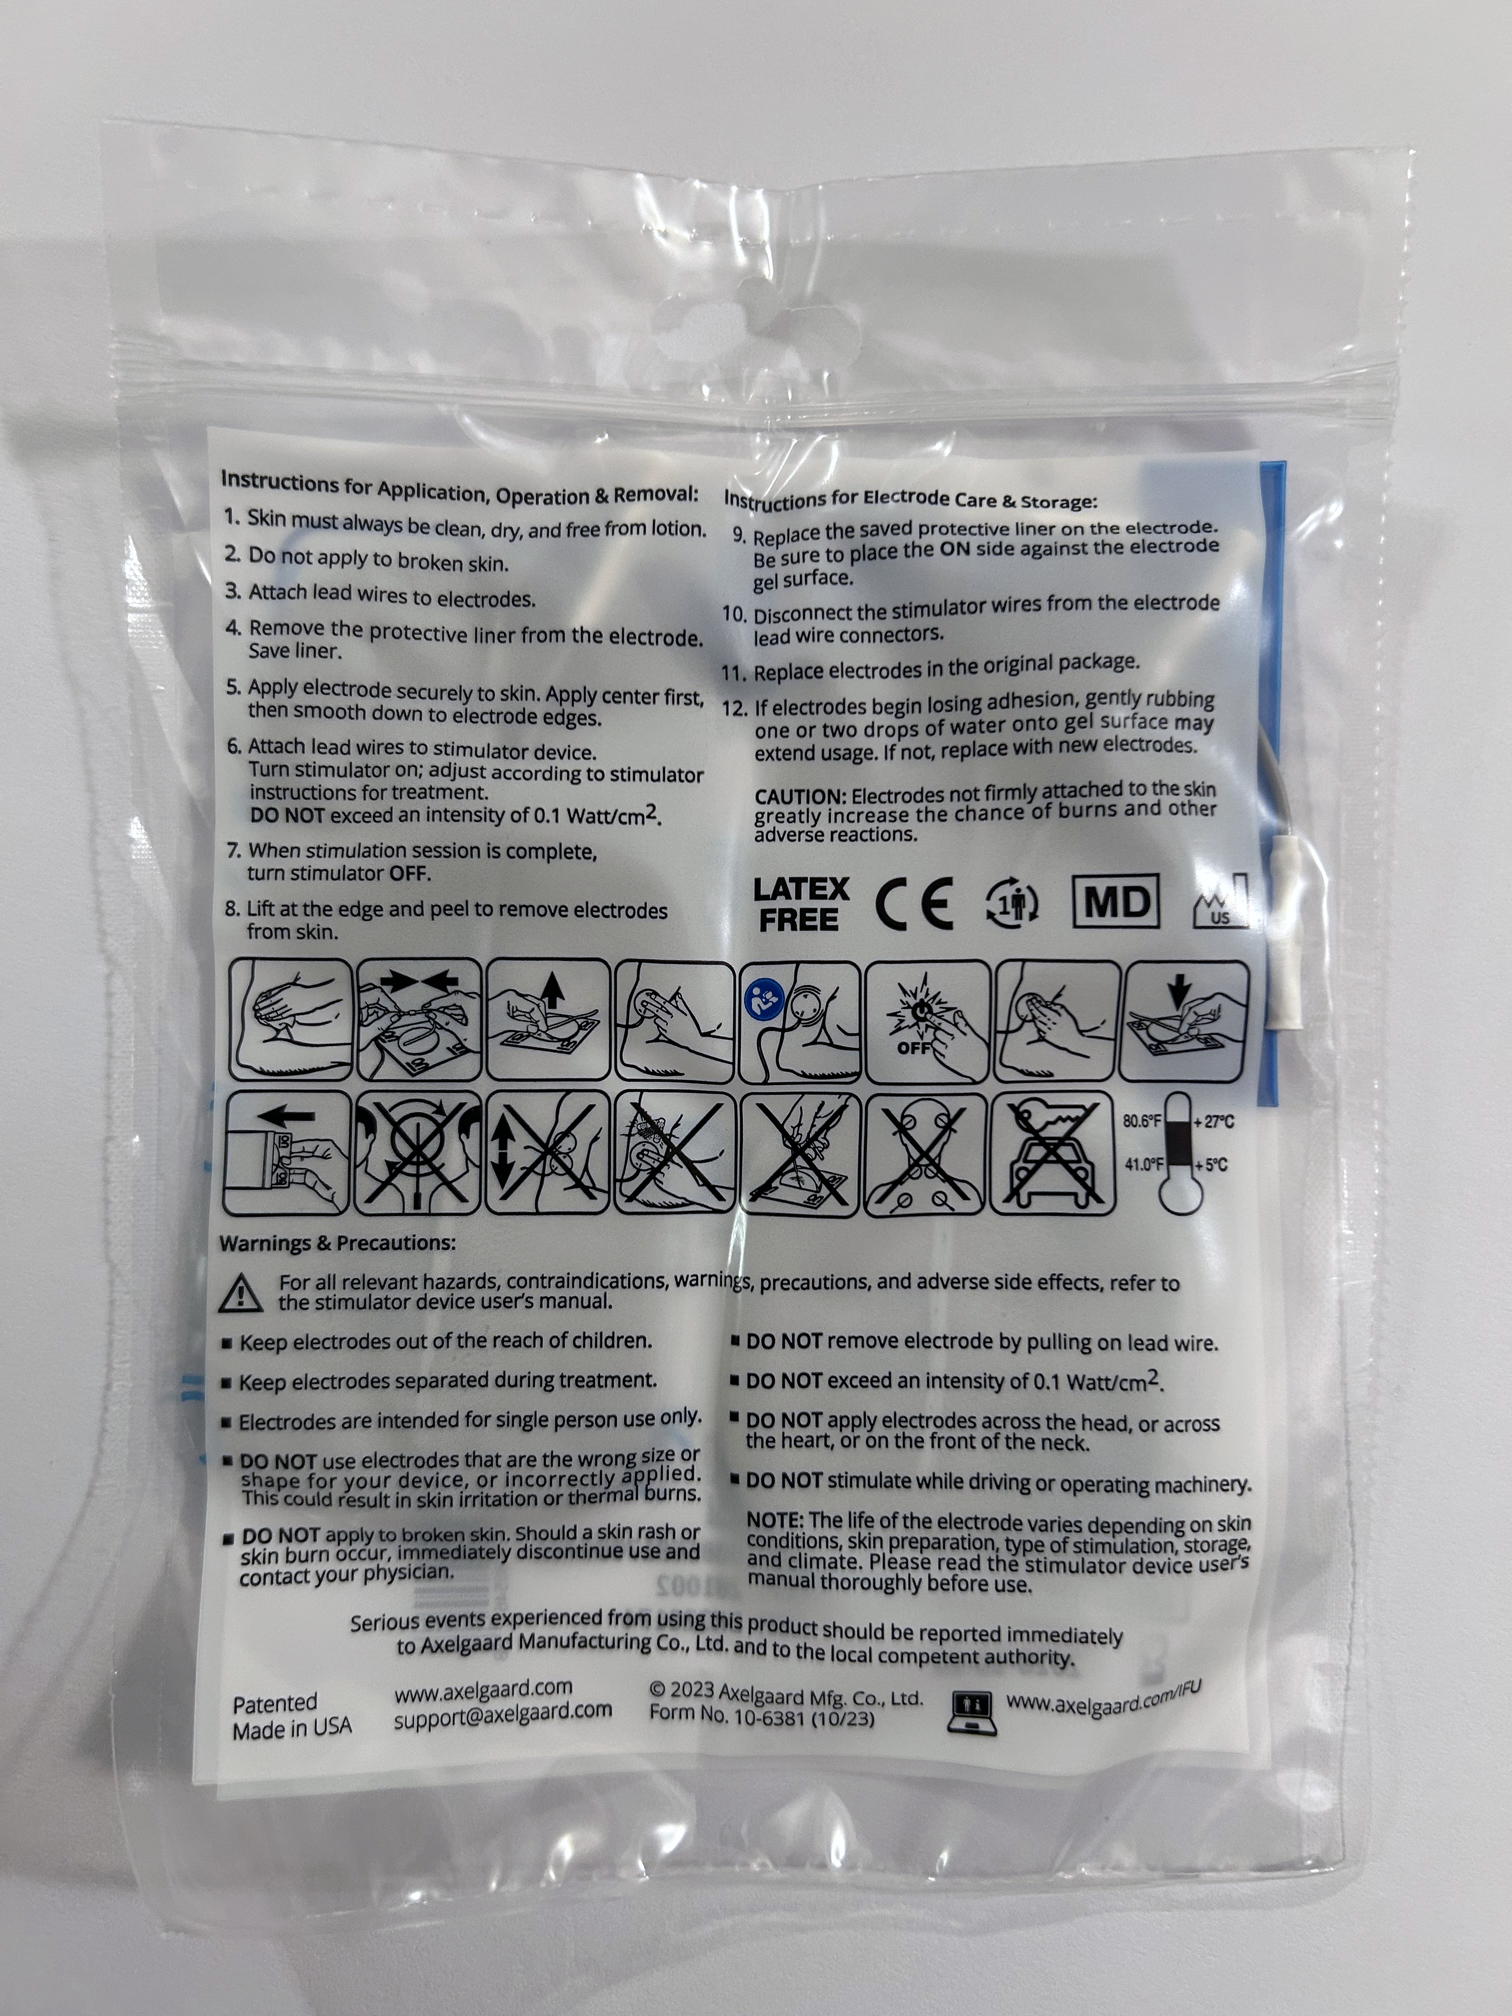 Instructions for Application, Operation & Removal:
1. Skin must always be clean, dry, and free from lotion.
2. Do not apply to broken skin.
3. Attach lead wires to electrodes.
4. Remove the protective liner from the electrode.
Save liner.
5. Apply electrode securely to skin. Apply center first,
then smooth down to electrode edges.
6. Attach lead wires to stimulator device.
Turn stimulator on; adjust according to stimulator
instructions for treatment.
DO NOT exceed an intensity of 0.1 Watt/cm².
7. When stimulation session is complete,
turn stimulator OFF.
8. Lift at the edge and peel to remove electrodes
from skin.
Instructions for Electrode Care & Storage:
9. Replace the saved protective liner on the electrode.
Be sure to place the ON side against the electrode
gel surface.
10. Disconnect the stimulator wires from the electrode
lead wire connectors.
11. Replace electrodes in the original package.
12. If electrodes begin losing adhesion, gently rubbing
one or two drops of water onto gel surface may
extend usage. If not, replace with new electrodes.
CAUTION: Electrodes not firmly attached to the skin
greatly increase the chance of burns and other
adverse reactions.
LATEX
FREE
CE
1
MD
US
OFF
80.6°F +27°C
41.0°F +5°C
Warnings & Precautions:
For all relevant hazards, contraindications, warnings, precautions, and adverse side effects, refer to
the stimulator device user's manual.
▪ Keep electrodes out of the reach of children.
▪ Keep electrodes separated during treatment.
▪ Electrodes are intended for single person use only.
▪ DO NOT use electrodes that are the wrong size or
shape for your device, or incorrectly applied.
This could result in skin irritation or thermal burns.
▪ DO NOT apply to broken skin. Should a skin rash or
skin burn occur, immediately discontinue use and
contact your physician.
▪ DO NOT remove electrode by pulling on lead wire.
▪ DO NOT exceed an intensity of 0.1 Watt/cm².
▪ DO NOT apply electrodes across the head, or across
the heart, or on the front of the neck.
▪ DO NOT stimulate while driving or operating machinery.
NOTE: The life of the electrode varies depending on skin
conditions, skin preparation, type of stimulation, storage,
and climate. Please read the stimulator device user's
manual thoroughly before use.
Serious events experienced from using this product should be reported immediately
to Axelgaard Manufacturing Co., Ltd. and to the local competent authority.
Patented
Made in USA
www.axelgaard.com
support@axelgaard.com
© 2023 Axelgaard Mfg. Co., Ltd.
Form No. 10-6381 (10/23)
www.axelgaard.com/IFU